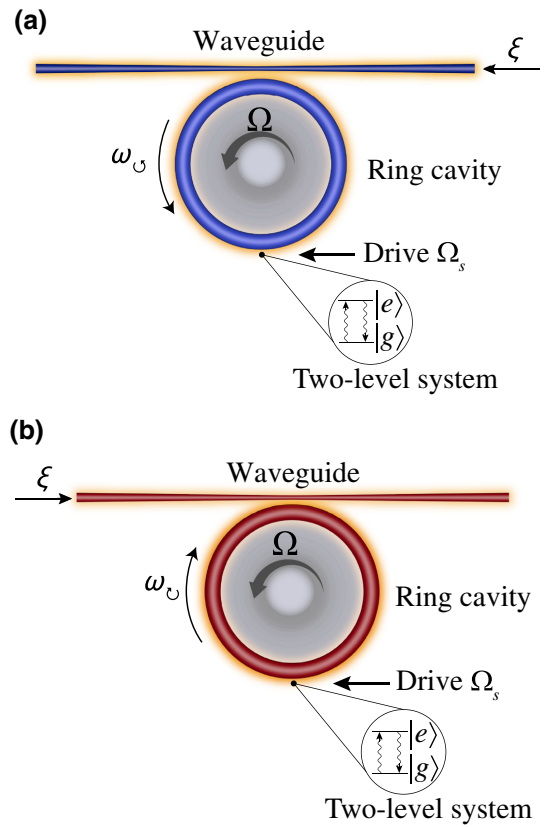 (a)
Waveguide
ξ
Ω
ω↺
Ring cavity
Drive Ωₛ
|e⟩
|g⟩
Two-level system
(b)
ξ
Waveguide
Ω
ω↻
Ring cavity
Drive Ωₛ
|e⟩
|g⟩
Two-level system